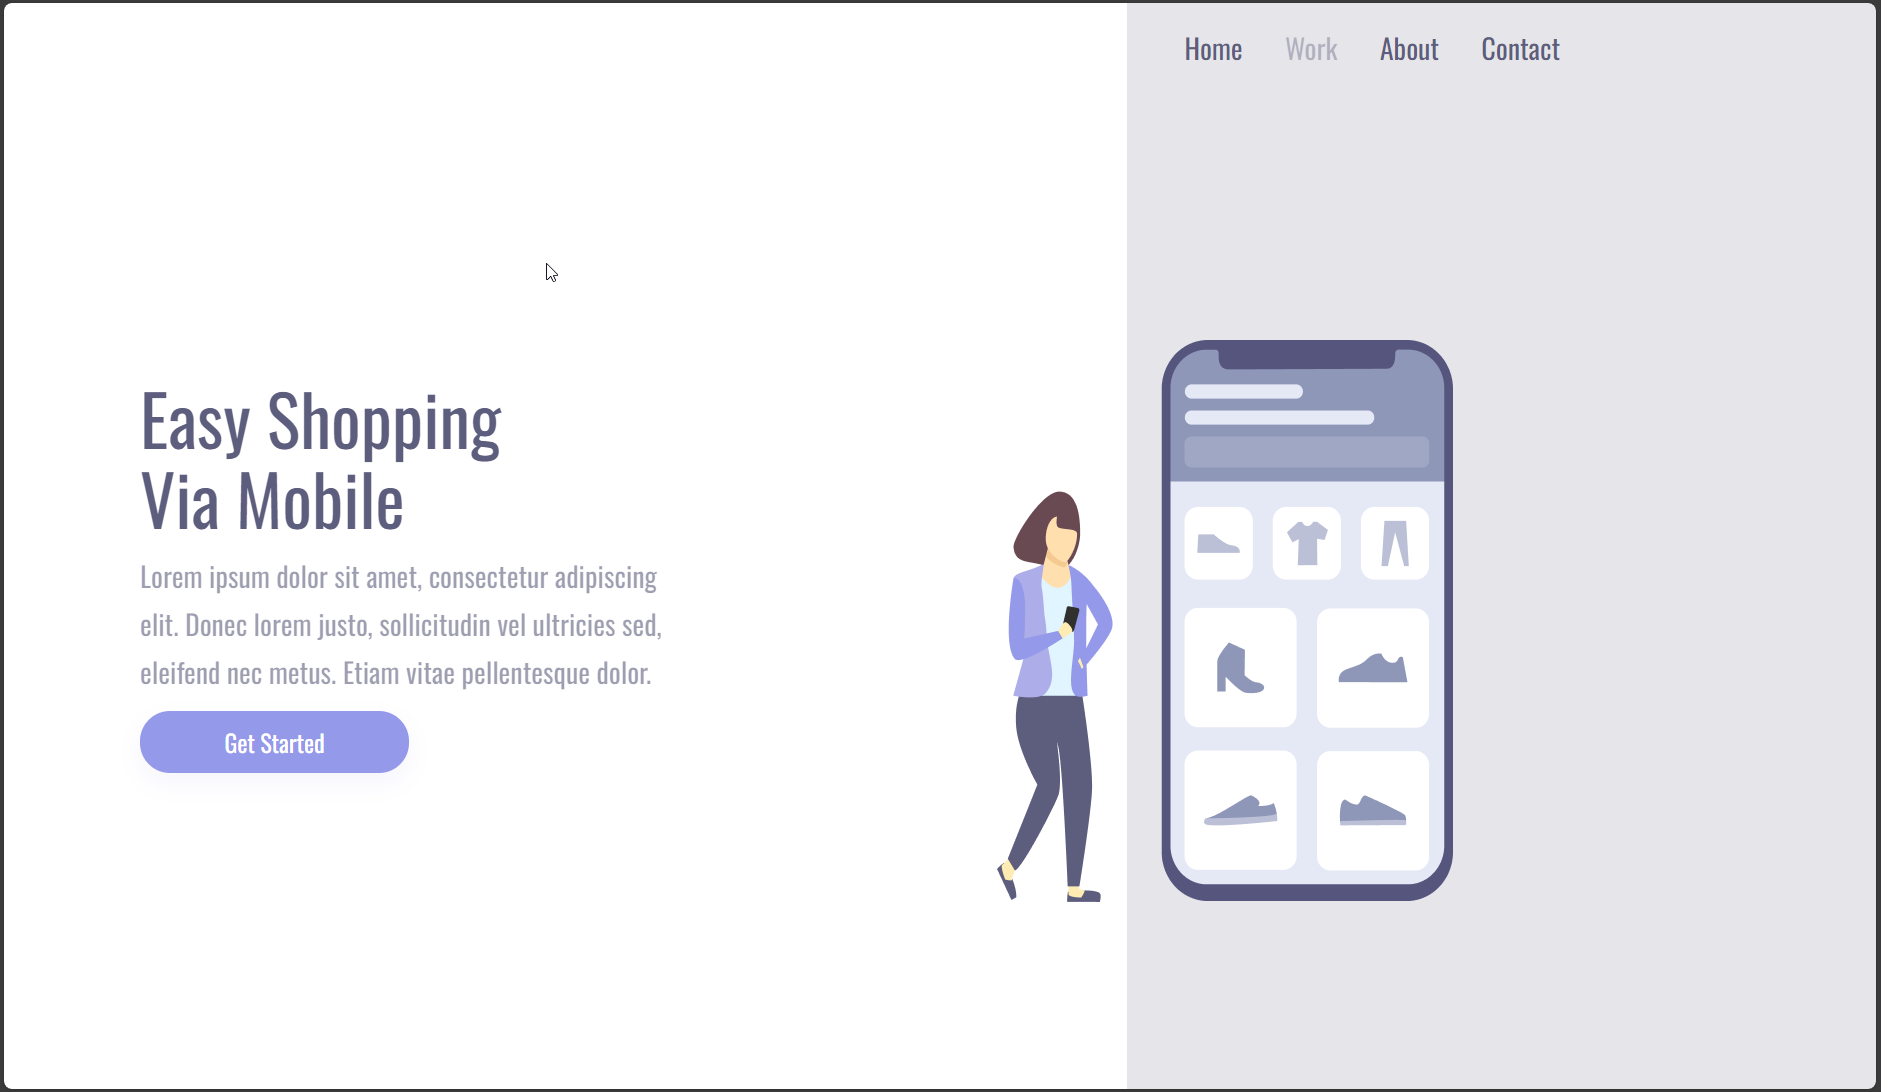 Home Work About Contact
Easy Shopping
Via Mobile
Lorem ipsum dolor sit amet, consectetur adipiscing
elit. Donec lorem justo, sollicitudin vel ultricies sed,
eleifend nec metus. Etiam vitae pellentesque dolor.
Get Started